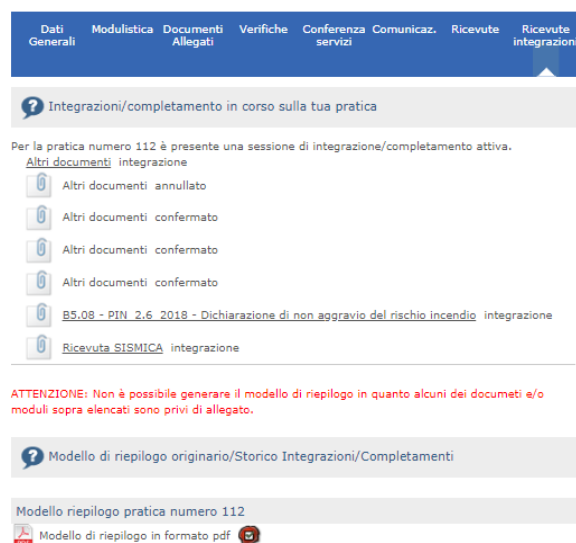 Dati Generali Modulistica Documenti Allegati Verifiche Conferenza servizi Comunicaz. Ricevute Ricevute integrazioni
Integrazioni/completamento in corso sulla tua pratica
Per la pratica numero 112 è presente una sessione di integrazione/completamento attiva.
Altri documenti integrazione
Altri documenti annullato
Altri documenti confermato
Altri documenti confermato
Altri documenti confermato
B5.08 - PIN_2.6_2018 - Dichiarazione di non aggravio del rischio incendio integrazione
Ricevuta SISMICA integrazione
ATTENZIONE: Non è possibile generare il modello di riepilogo in quanto alcuni dei documeti e/o
moduli sopra elencati sono privi di allegato.
Modello di riepilogo originario/Storico Integrazioni/Completamenti
Modello riepilogo pratica numero 112
Modello di riepilogo in formato pdf